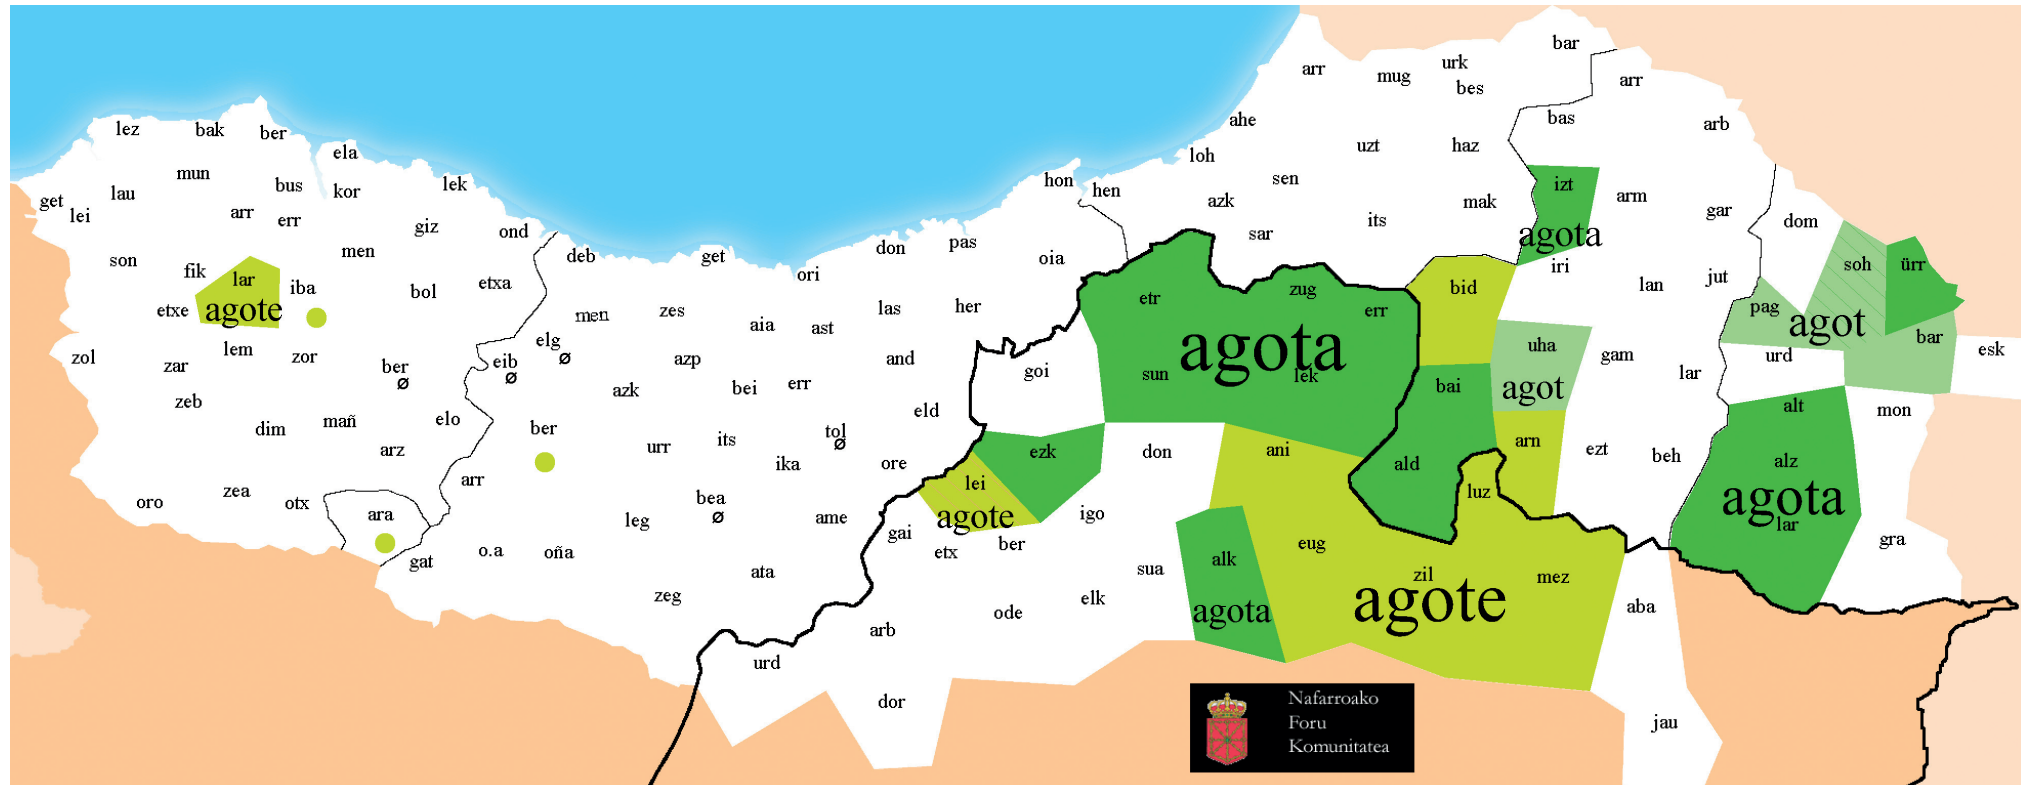 bar
arr
mug
urk
bes
arr
lez
bak
ber
ahe
bas
arb
ela
uzt
haz
loh
mun
lau
bus
kor
lek
hon
hen
sen
izt
arm
get
lei
arr
err
giz
ond
azk
its
mak
gar
dom
sar
agota
men
don
pas
oia
deb
get
ori
son
fik
lar
iba
etxa
bol
etxe
agote
iri
lan
jut
soh
ürr
bid
etr
zug
err
pag
agot
bar
esk
men
zes
aia
ast
las
her
elg
eib
azp
and
goi
agota
sun
lek
uha
agot
gam
urd
lar
zol
zar
lem
zor
ber
ø
ø
ø
azk
bei
err
bai
zeb
dim
mañ
elo
ber
eld
alt
mon
arz
urr
its
tol
ø
ika
ore
ezk
don
ani
ald
arn
ezt
beh
alz
agota
lar
arr
lei
agote
luz
oro
zea
otx
ara
leg
bea
ø
ame
gai
igo
etx
ber
eug
gra
gat
o.a
oña
ata
sua
alk
agota
zil
agote
mez
zeg
ode
elk
aba
arb
urd
dor
jau
Nafarroako
Foru
Komunitatea